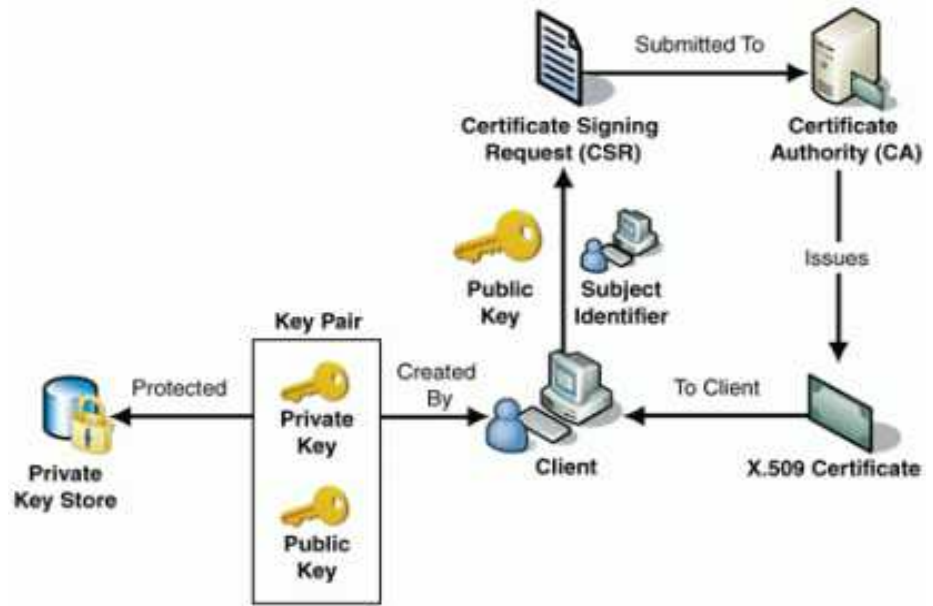 Submitted To
Certificate Signing
Request (CSR)
Certificate
Authority (CA)
Issues
Public
Key
Subject
Identifier
Key Pair
Protected
Private
Key
Created
By
To Client
Client
X.509 Certificate
Private
Key Store
Public
Key